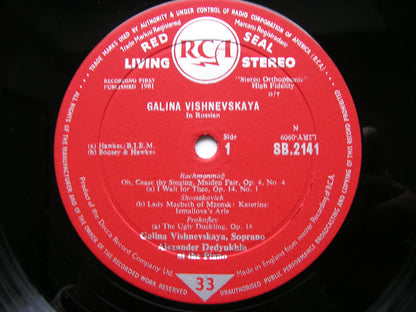 TRADE MARKS USED BY AUTHORITY & UNDER CONTROL OF RADIO CORPORATION OF AMERICA (R.C.A.)
Trade Marks Registered
Marcas Registradas
RED SEAL
RCA
LIVING STEREO
RECORDING FIRST
PUBLISHED 1961
"Stereo Orthophonic"
High Fidelity
O/T
GALINA VISHNEVSKAYA
In Russian
(a) Hawkes/B.I.E.M.
(b) Boosey & Hawkes
Side
1
N
L2RY-6069
SB.2141
Rachmaninoff
Oh, Cease thy Singing, Maiden Fair, Op. 4, No. 4
(a) I Wait for Thee, Op. 14, No. 1
Shostakovich
(b) Lady Macbeth of Mzensk: Katerina:
Izmailova's Aria
Prokofiev
(a) The Ugly Duckling, Op. 18
Galina Vishnevskaya, Soprano
Alexander Dedyukhin
at the Piano
33
Product of the Decca Record Company Ltd.
Made in England from master Recording of RCA
ALL RIGHTS OF THE MANUFACTURER AND OF THE OWNER OF THE RECORDED WORK RESERVED
UNAUTHORISED PUBLIC PERFORMANCE BROADCASTING AND COPYING OF THIS RECORD PROHIBITED